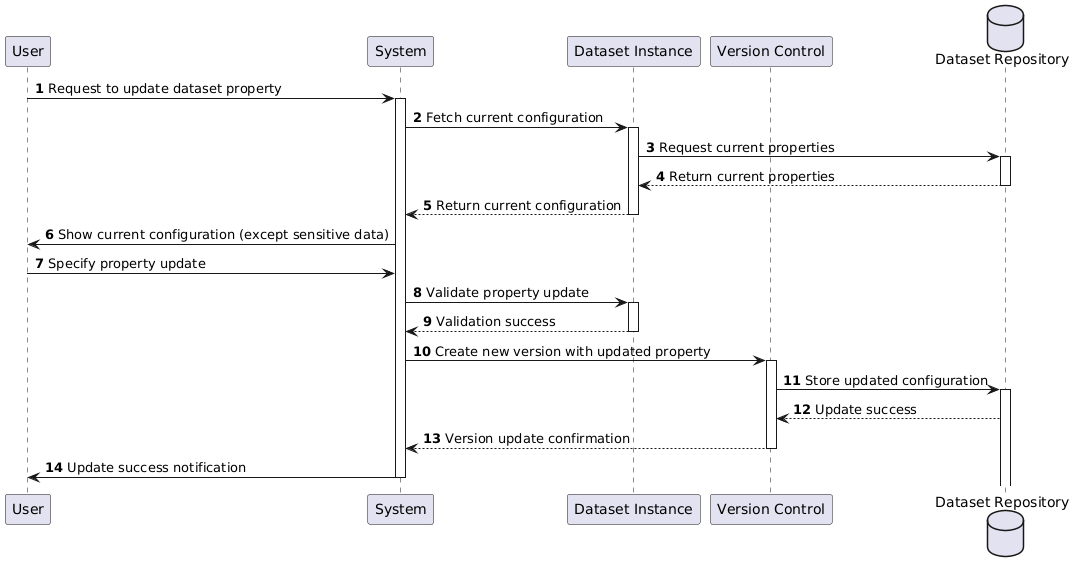 User
System
Dataset Instance
Version Control
Dataset Repository
1 Request to update dataset property
2 Fetch current configuration
3 Request current properties
4 Return current properties
5 Return current configuration
6 Show current configuration (except sensitive data)
7 Specify property update
8 Validate property update
9 Validation success
10 Create new version with updated property
11 Store updated configuration
12 Update success
13 Version update confirmation
14 Update success notification
User
System
Dataset Instance
Version Control
Dataset Repository